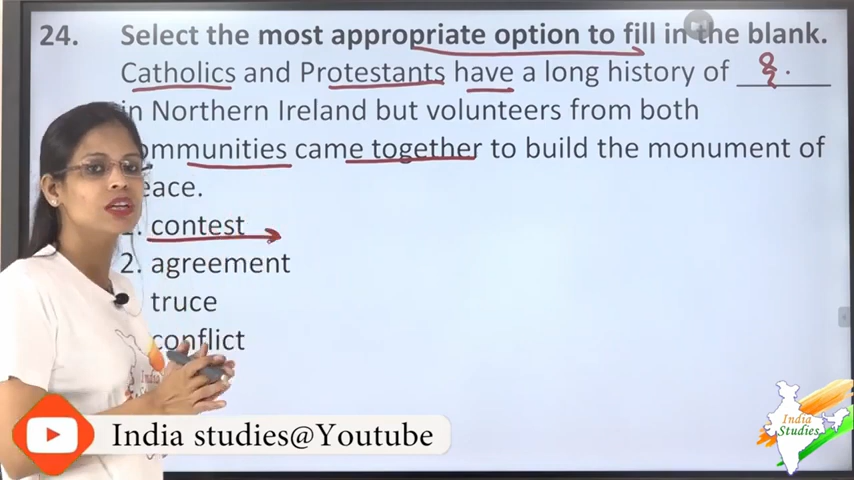 24. Select the most appropriate option to fill in the blank.
Catholics and Protestants have a long history of ______
in Northern Ireland but volunteers from both
communities came together to build the monument of
peace.
1. contest
2. agreement
truce
conflict
India
India studies@Youtube
India
Studies